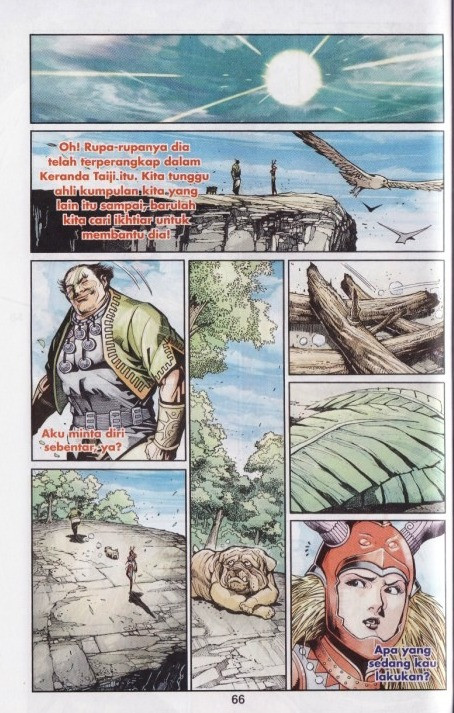 Oh! Rupa-rupanya dia
telah terperangkap dalam
Keranda Taiji.itu. Kita tunggu
ahli kumpulan kita yang
lain itu sampai, barulah
kita cari ikhtiar untuk
membantu dia!
Aku minta diri
sebentar, ya?
Apa yang
sedang kau
lakukan?
66